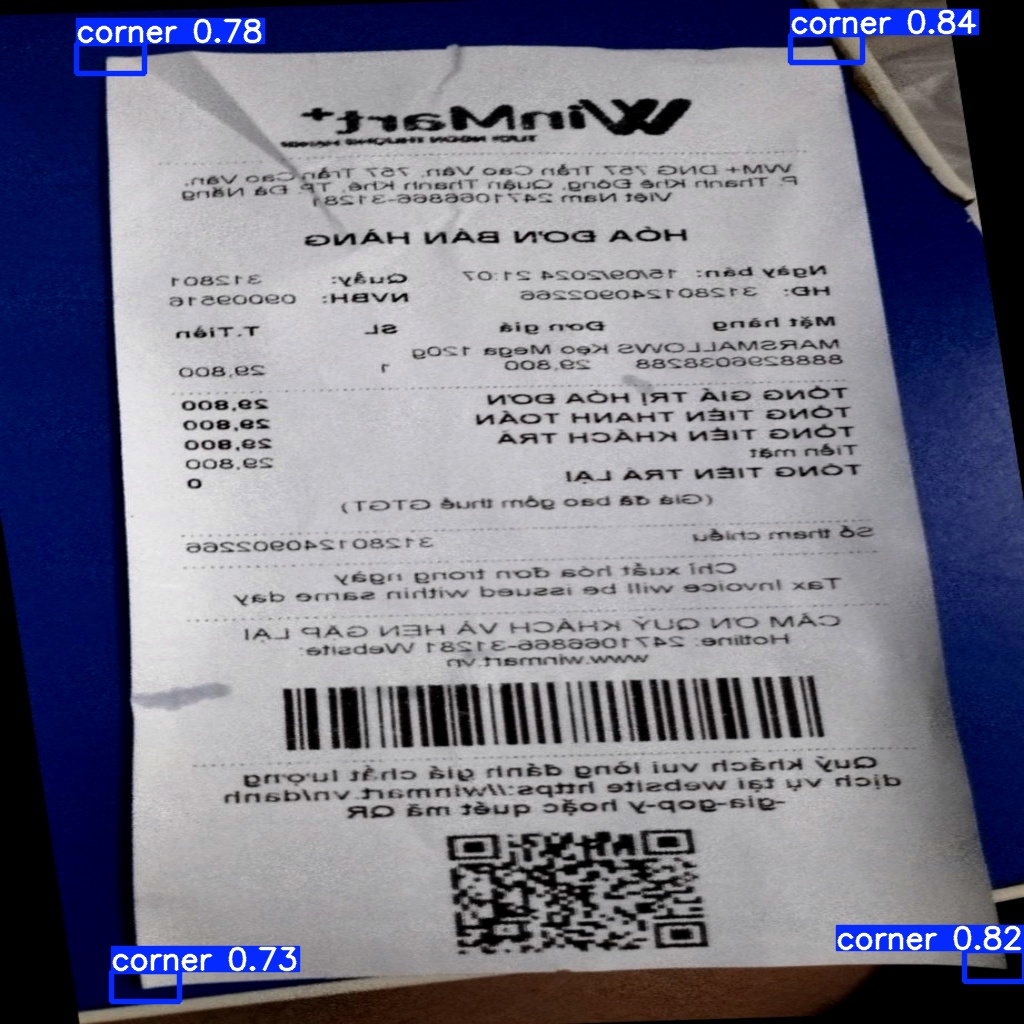 corner 0.78
corner 0.84
WinMart+
WM+ DNG 757 Trần Cao Vân, 757 Trần Cao Vân,
P. Thanh Khê Đông, Quận Thanh Khê, TP. Đà Nẵng
Việt Nam 2471066866-31281
HÓA ĐƠN BÁN HÀNG
Ngày bán: 15/09/2024 21:07 Quầy: 312801
HĐ: 312801240902266 NVBH: 09009516
Mặt hàng Đơn giá SL T.Tiền
MARSMALLOWS Kẹo Mega 120g
8888296038288 29,800 1 29,800
TỔNG GIÁ TRỊ HÓA ĐƠN 29,800
TỔNG TIỀN THANH TOÁN 29,800
TỔNG TIỀN KHÁCH TRẢ 29,800
Tiền mặt 29,800
TỔNG TIỀN TRẢ LẠI 0
(Giá đã bao gồm thuế GTGT)
Số tham chiếu 312801240902266
Chỉ xuất hóa đơn trong ngày
Tax Invoice will be issued within same day
CẢM ƠN QUÝ KHÁCH VÀ HẸN GẶP LẠI
Hotline: 2471066866-31281 Website:
www.winmart.vn
Quý khách vui lòng đánh giá chất lượng
dịch vụ tại website https://winmart.vn/danh
-gia-gop-y hoặc quét mã QR
corner 0.73
corner 0.82